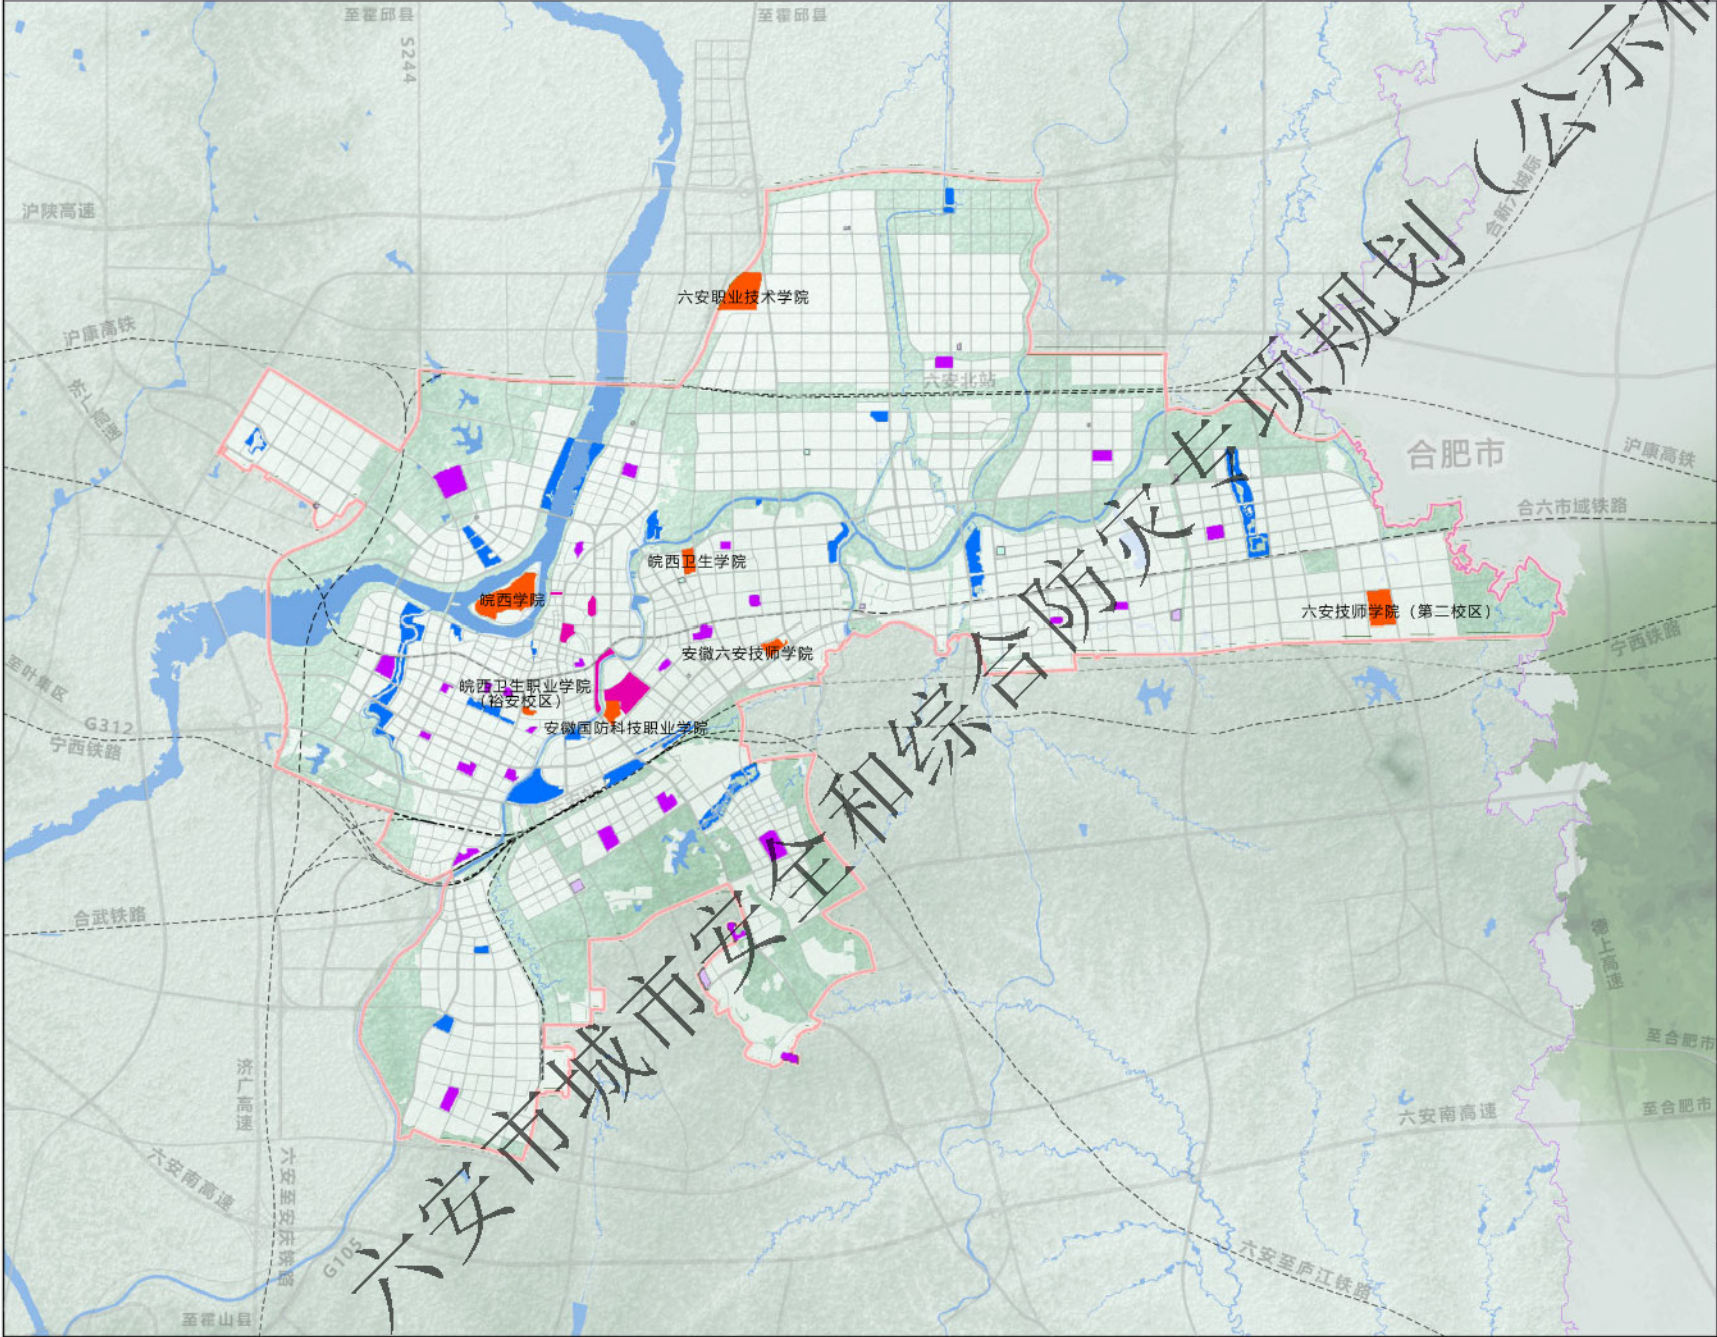 至霍邱县
至霍邱县
S244
沪陕高速
合新六城际
六安职业技术学院
沪康高铁
济广高速
六安北站
合肥市
沪康高铁
合六市域铁路
皖西卫生学院
皖西学院
六安技师学院（第二校区）
宁西铁路
安徽六安技师学院
至叶集区
皖西卫生职业学院
（裕安校区）
G312
宁西铁路
安徽国防科技职业学院
合武铁路
德上高速
至合肥市
济广高速
六安南高速
至合肥市
六安南高速
六安至安庆铁路
G105
六安至庐江铁路
至霍山县
六安市城市安全和综合防灾专项规划（公示稿